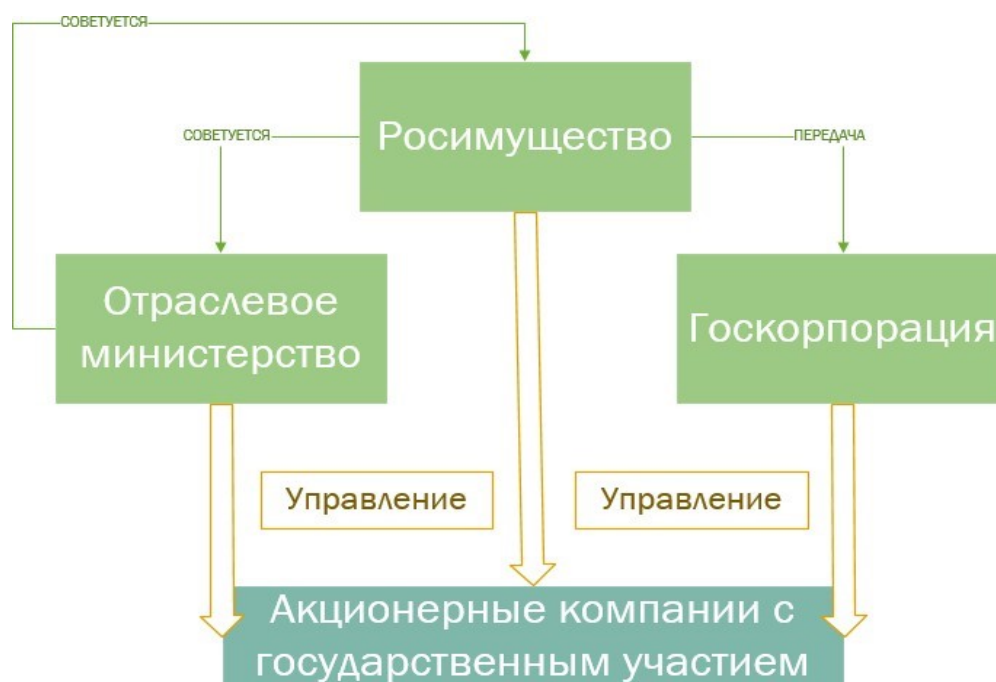 СОВЕТУЕТСЯ
Росимущество
СОВЕТУЕТСЯ
ПЕРЕДАЧА
Отраслевое
министерство
Госкорпорация
Управление
Управление
Акционерные компании с
государственным участием